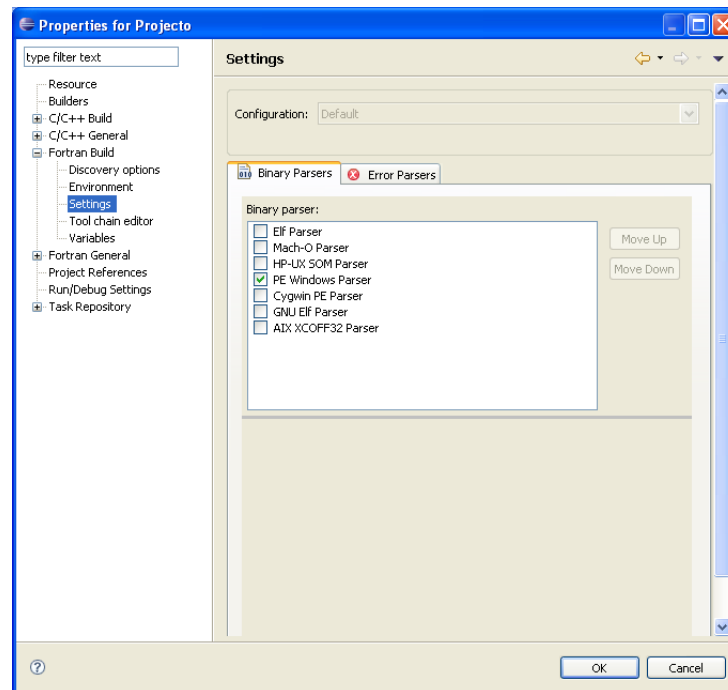 Properties for Projecto
type filter text
Resource
Builders
C/C++ Build
C/C++ General
Fortran Build
Discovery options
Environment
Settings
Tool chain editor
Variables
Fortran General
Project References
Run/Debug Settings
Task Repository
Settings
Configuration: Default
Binary Parsers
Error Parsers
Binary parser:
Elf Parser
Mach-O Parser
HP-UX SOM Parser
PE Windows Parser
Cygwin PE Parser
GNU Elf Parser
AIX XCOFF32 Parser
Move Up
Move Down
OK
Cancel